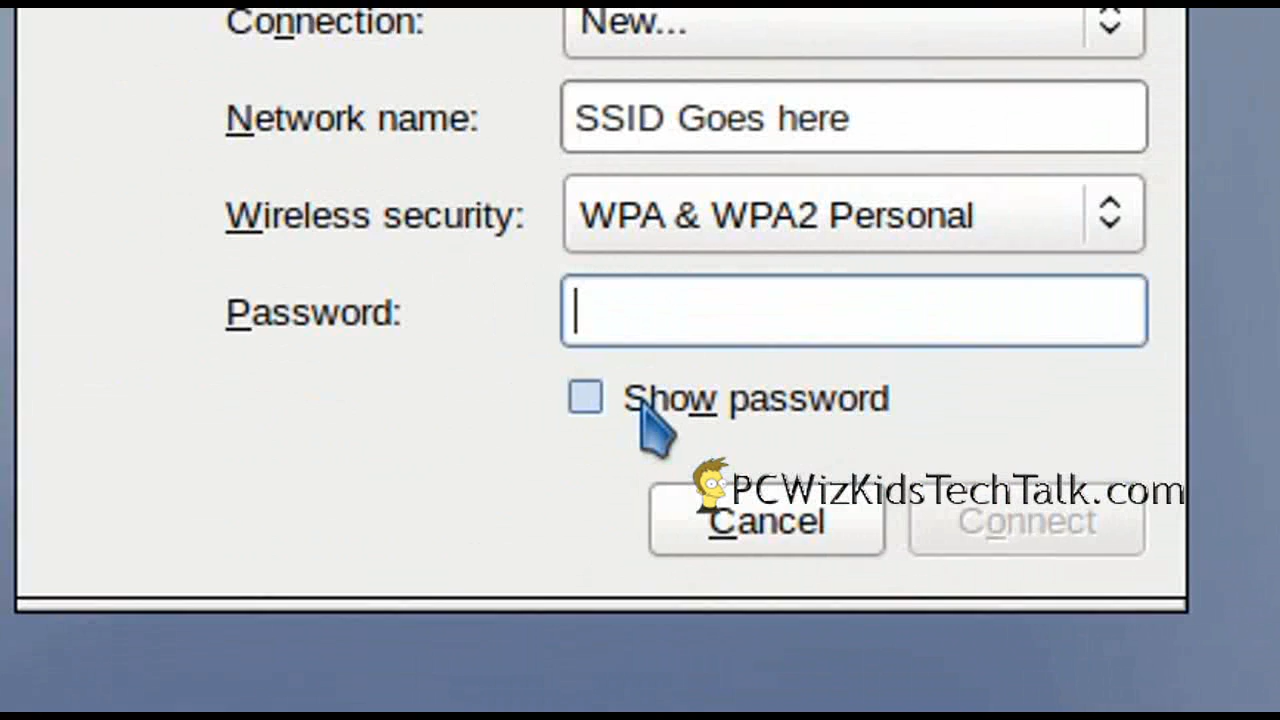 Connection: New...
Network name: SSID Goes here
Wireless security: WPA & WPA2 Personal
Password:
Show password
PCWizKidsTechTalk.com
Cancel Connect